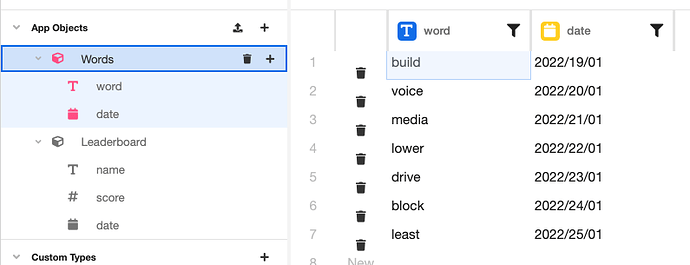 App Objects
Words
word
date
Leaderboard
name
score
date
Custom Types
word date
1 build 2022/19/01
2 voice 2022/20/01
3 media 2022/21/01
4 lower 2022/22/01
5 drive 2022/23/01
6 block 2022/24/01
7 least 2022/25/01
8 New